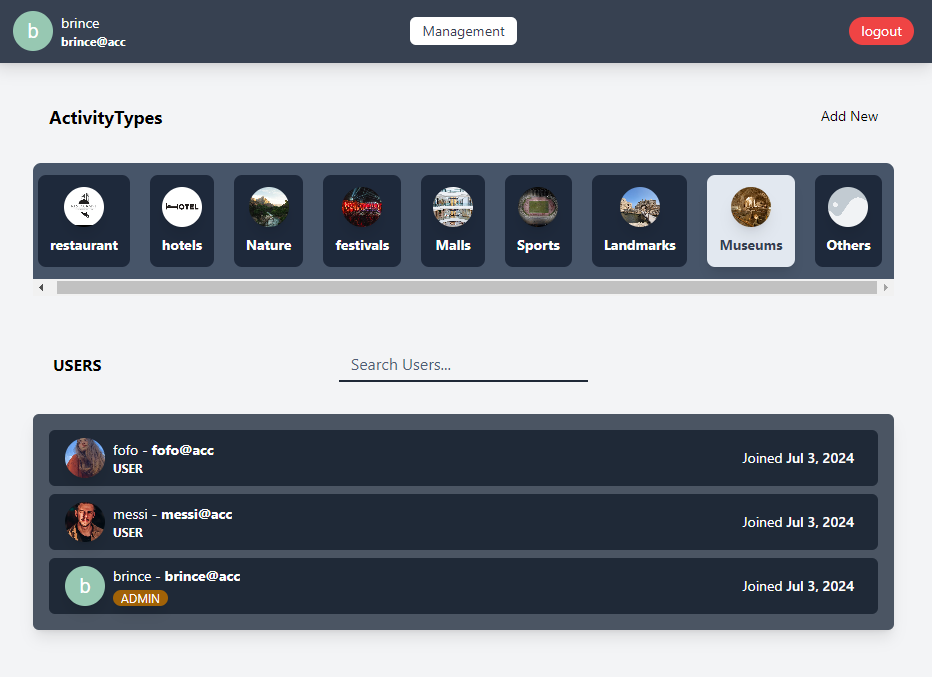 b
brince
brince@acc
Management
logout
ActivityTypes
Add New
HOTEL
restaurant
hotels
Nature
festivals
Malls
Sports
Landmarks
Museums
Others
USERS
Search Users...
fofo - fofo@acc
USER
Joined Jul 3, 2024
messi - messi@acc
USER
Joined Jul 3, 2024
b
brince - brince@acc
ADMIN
Joined Jul 3, 2024